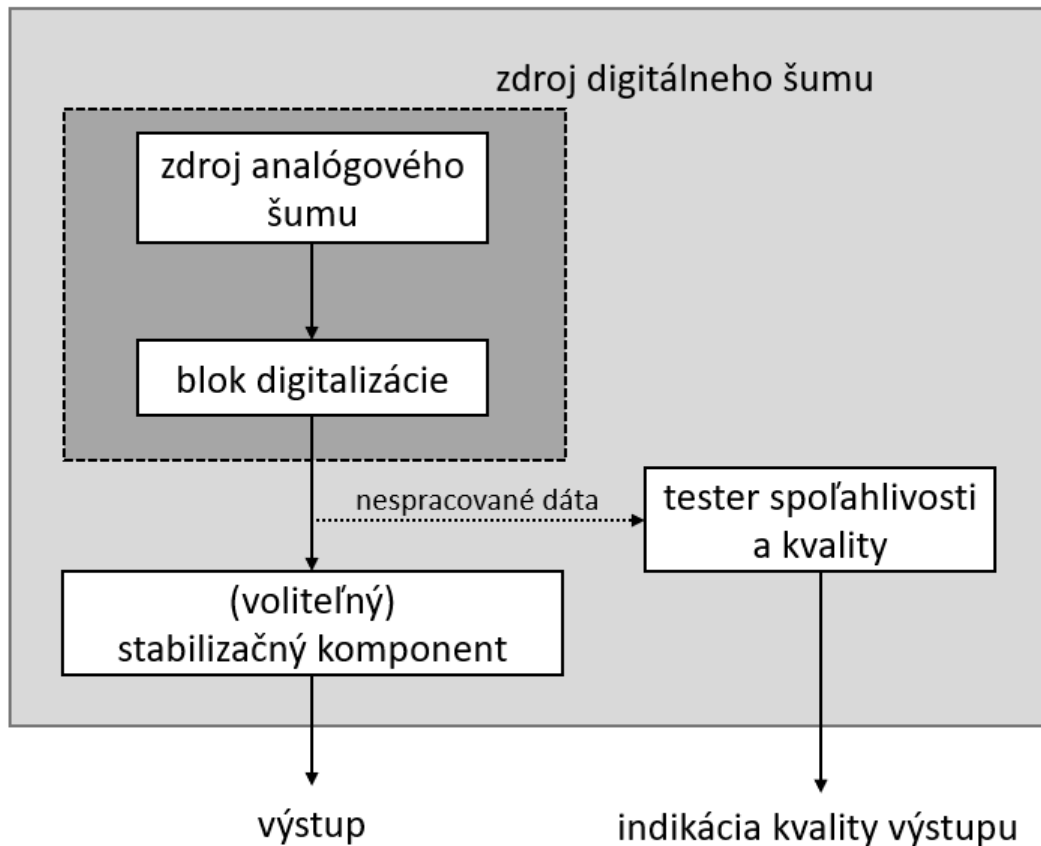 zdroj digitálneho šumu
zdroj analógového
šumu
blok digitalizácie
nespracované dáta
tester spoľahlivosti
a kvality
(voliteľný)
stabilizačný komponent
výstup
indikácia kvality výstupu